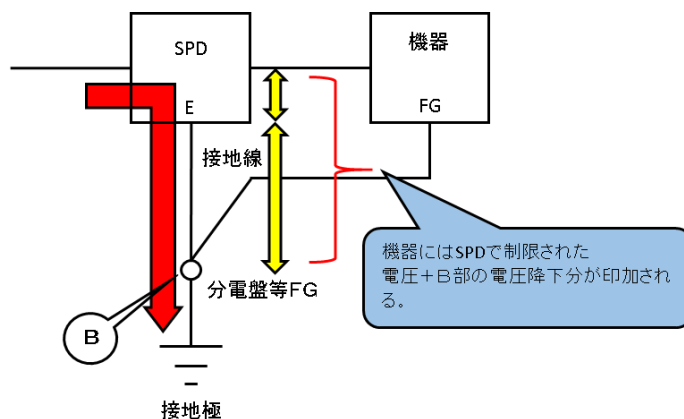 SPD
機器
E
FG
接地線
機器にはSPDで制限された
電圧＋B部の電圧降下分が印加され
る。
分電盤等FG
B
接地極